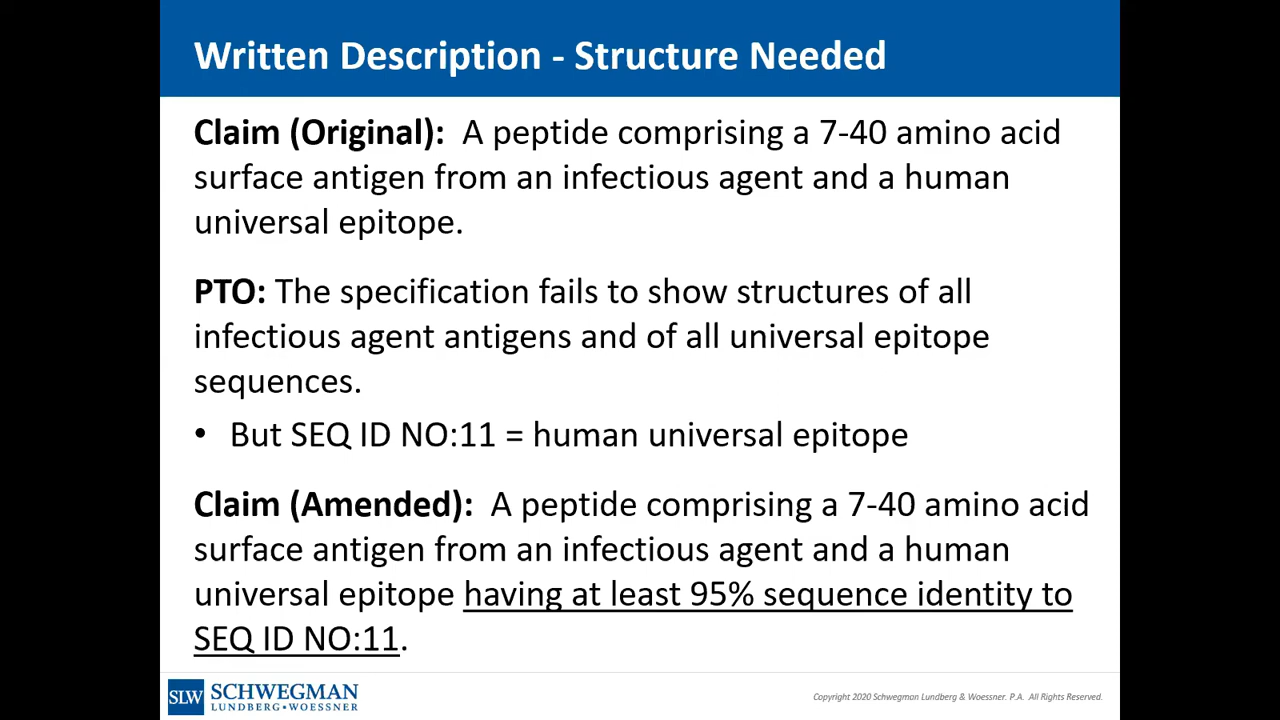 Written Description - Structure Needed
Claim (Original):  A peptide comprising a 7-40 amino acid
surface antigen from an infectious agent and a human
universal epitope.
PTO: The specification fails to show structures of all
infectious agent antigens and of all universal epitope
sequences.
• But SEQ ID NO:11 = human universal epitope
Claim (Amended):  A peptide comprising a 7-40 amino acid
surface antigen from an infectious agent and a human
universal epitope having at least 95% sequence identity to
SEQ ID NO:11.
SLW SCHWEGMAN
LUNDBERG • WOESSNER
Copyright 2020 Schwegman Lundberg & Woessner. P.A.  All Rights Reserved.